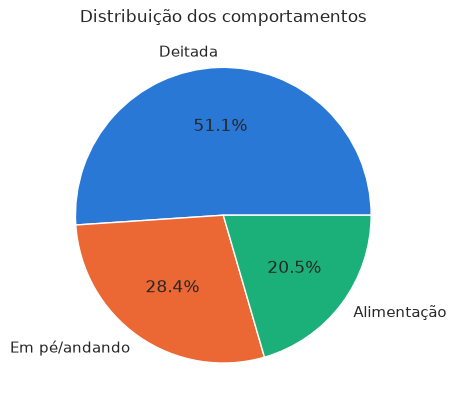 Distribuição dos comportamentos
Deitada
51.1%
28.4%
20.5%
Em pé/andando
Alimentação